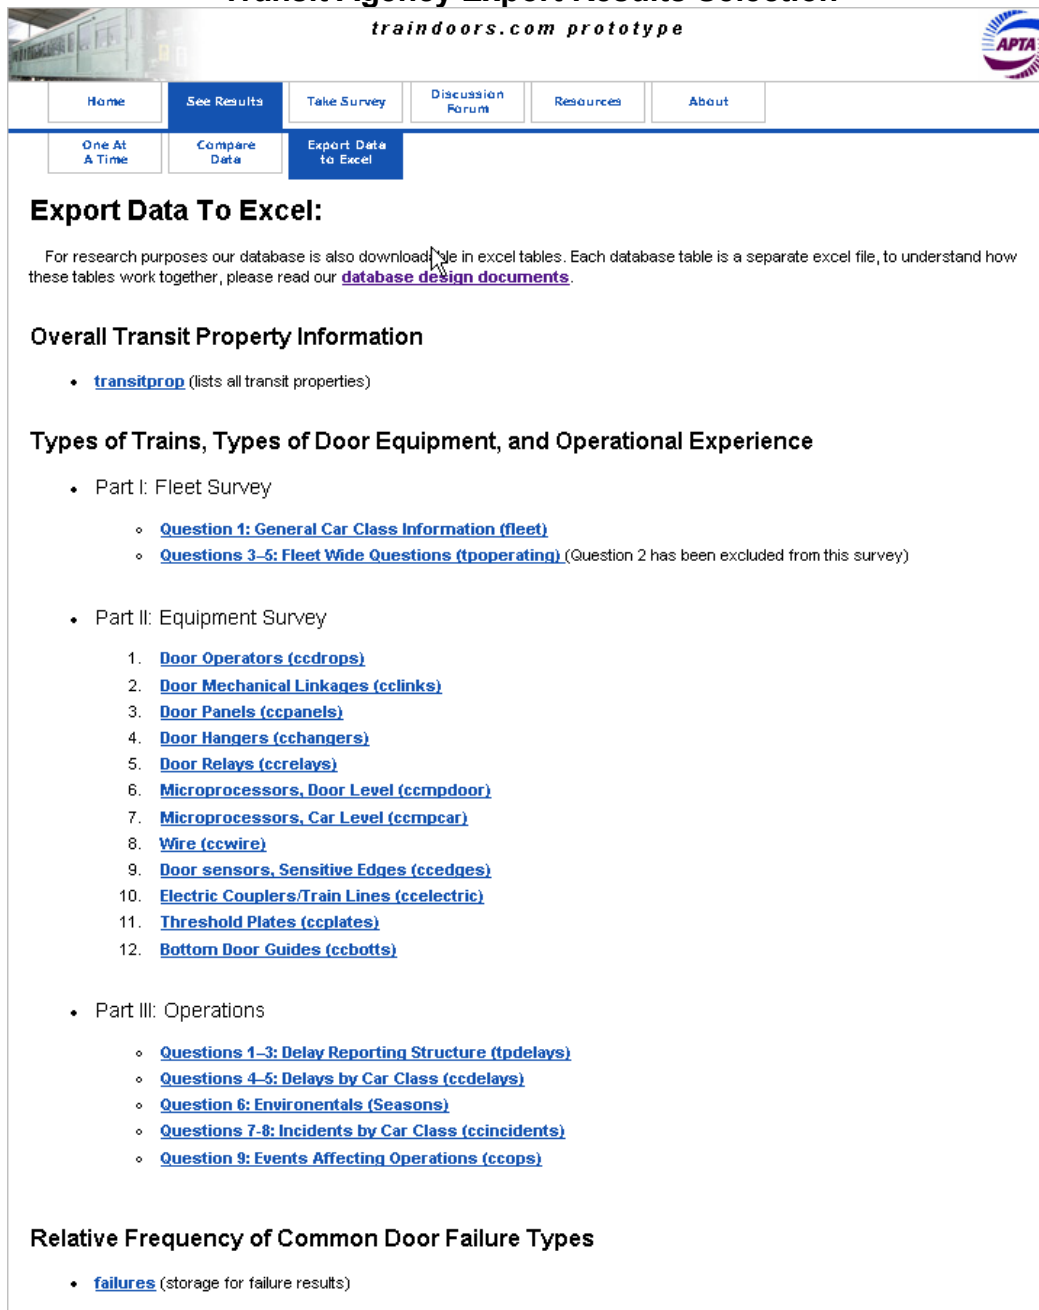 Transit Agency Export Results Selection
traindoors.com prototype
APTA
Home
See Results
Take Survey
Discussion
Forum
Resources
About
One At
A Time
Compare
Data
Export Data
to Excel
Export Data To Excel:
For research purposes our database is also downloadable in excel tables. Each database table is a separate excel file, to understand how
these tables work together, please read our database design documents.
Overall Transit Property Information
• transitprop (lists all transit properties)
Types of Trains, Types of Door Equipment, and Operational Experience
• Part I: Fleet Survey
◦ Question 1: General Car Class Information (fleet)
◦ Questions 3–5: Fleet Wide Questions (tpoperating) (Question 2 has been excluded from this survey)
• Part II: Equipment Survey
1. Door Operators (ccdrops)
2. Door Mechanical Linkages (cclinks)
3. Door Panels (ccpanels)
4. Door Hangers (cchangers)
5. Door Relays (ccrelays)
6. Microprocessors, Door Level (ccmpdoor)
7. Microprocessors, Car Level (ccmpcar)
8. Wire (ccwire)
9. Door sensors, Sensitive Edges (ccedges)
10. Electric Couplers/Train Lines (ccelectric)
11. Threshold Plates (ccplates)
12. Bottom Door Guides (ccbotts)
• Part III: Operations
◦ Questions 1–3: Delay Reporting Structure (tpdelays)
◦ Questions 4–5: Delays by Car Class (ccdelays)
◦ Question 6: Environentals (Seasons)
◦ Questions 7-8: Incidents by Car Class (ccincidents)
◦ Question 9: Events Affecting Operations (ccops)
Relative Frequency of Common Door Failure Types
• failures (storage for failure results)